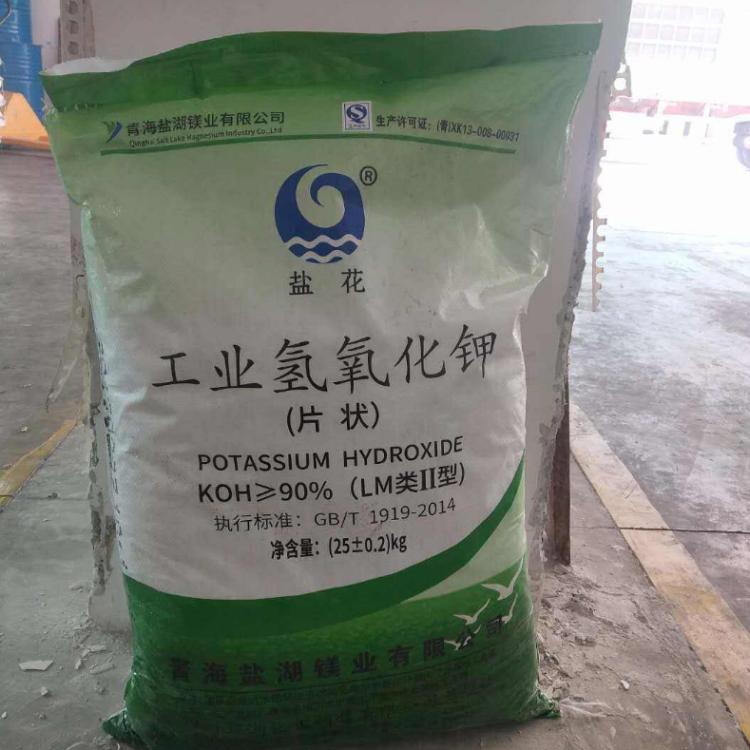 青海盐湖镁业有限公司
Qinghai Salt Lake Magnesium Industry Co.,Ltd
生产许可证：(青)XK13-008-00031
®
盐花
工业氢氧化钾
(片状)
POTASSIUM HYDROXIDE
KOH≥90%（LM类II型)
执行标准：GB/T 1919-2014
净含量：(25±0.2)kg
青海盐湖镁业有限公司